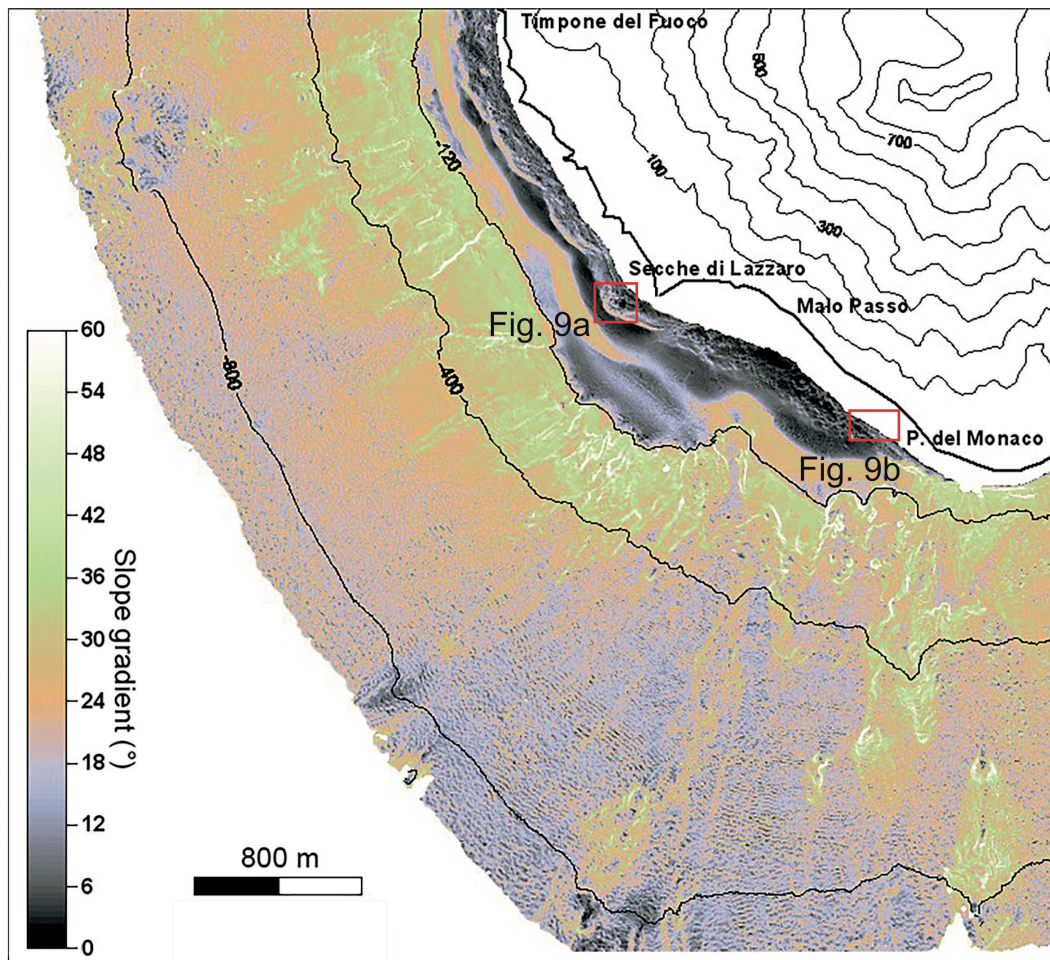 Timpone del Fuoco
500
700
100
300
-120
Secche di Lazzaro
Malo Passo
Fig. 9a
-800
-400
P. del Monaco
Fig. 9b
60
54
48
42
36
30
24
18
12
6
0
Slope gradient (°)
800 m